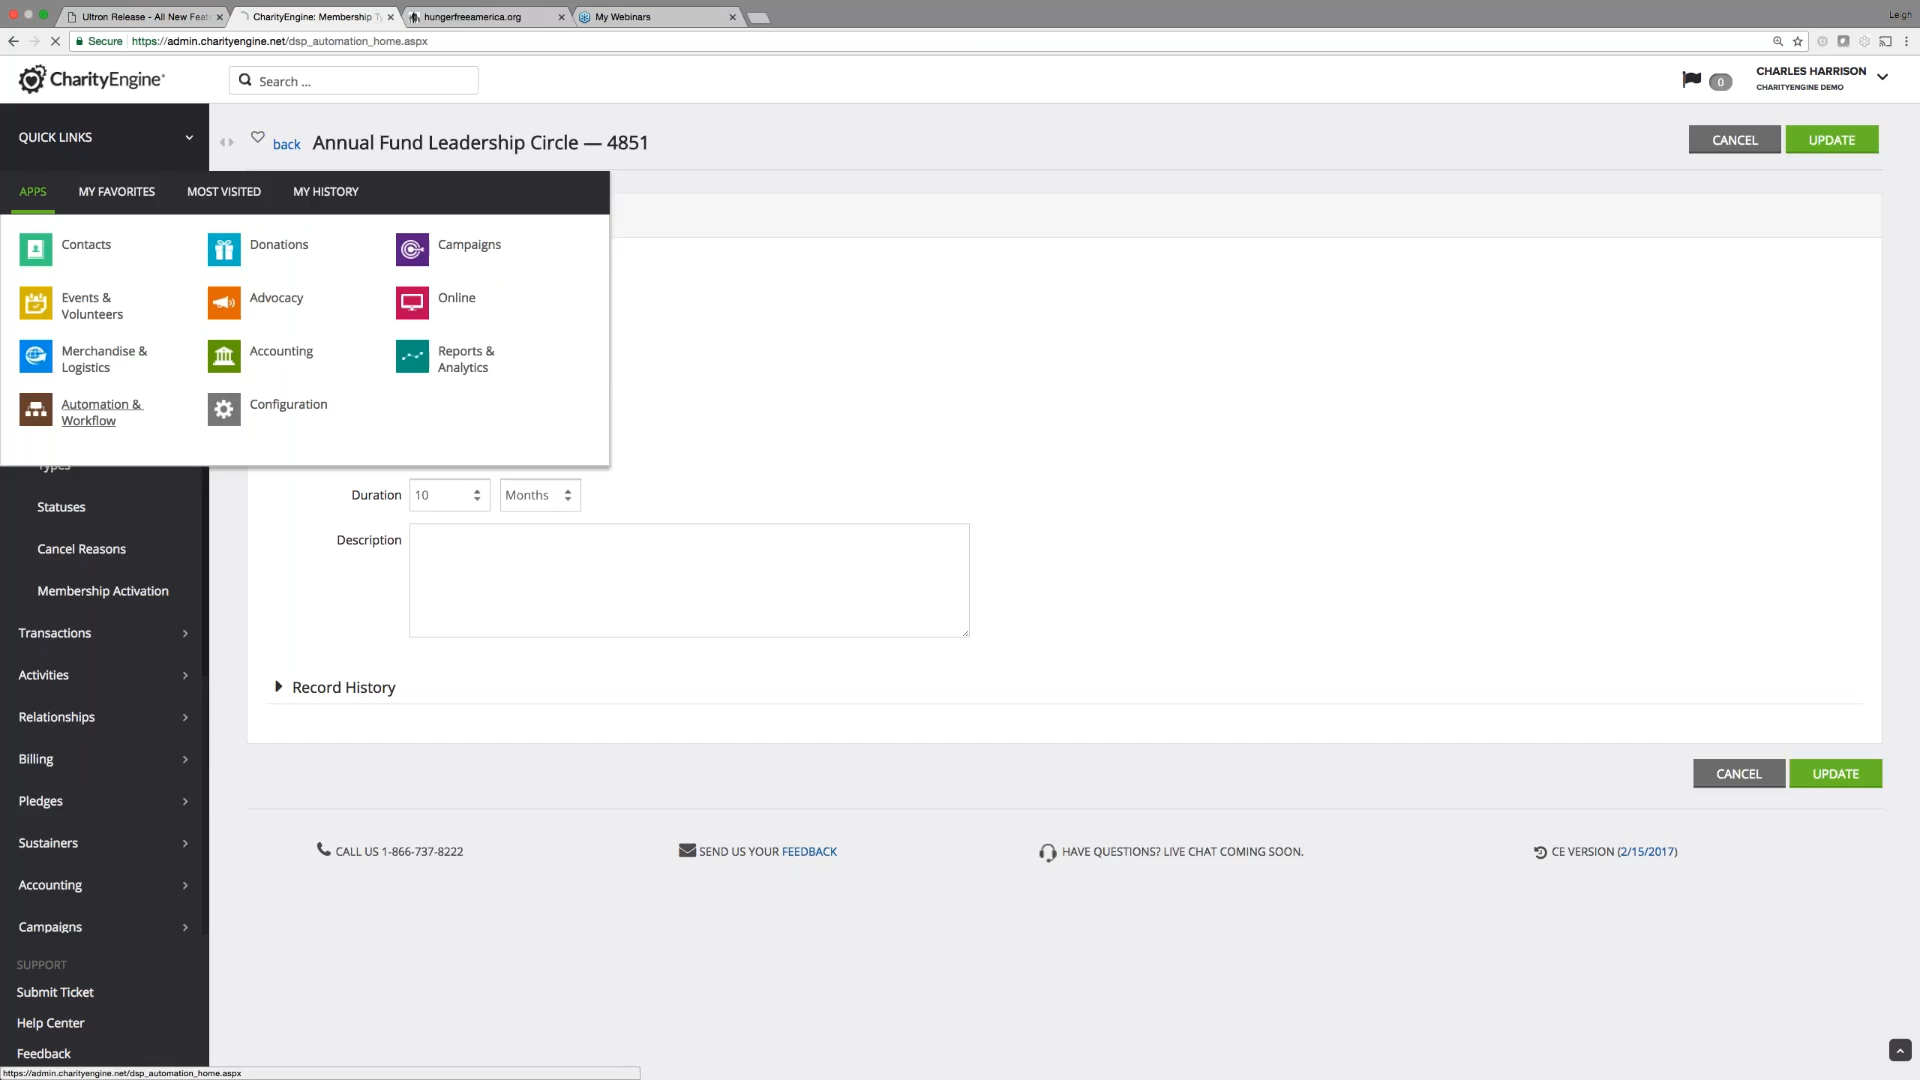 Ultron Release - All New Feat
CharityEngine: Membership T
hungerfreeamerica.org
My Webinars
Leigh
Secure
https://admin.charityengine.net/dsp_automation_home.aspx
CharityEngine
Search ...
0
CHARLES HARRISON
CHARITYENGINE DEMO
QUICK LINKS
back
Annual Fund Leadership Circle — 4851
CANCEL
UPDATE
APPS
MY FAVORITES
MOST VISITED
MY HISTORY
Contacts
Donations
Campaigns
Events &
Volunteers
Advocacy
Online
Merchandise &
Logistics
Accounting
Reports &
Analytics
Automation &
Workflow
Configuration
Types
Statuses
Cancel Reasons
Membership Activation
Transactions
Activities
Relationships
Billing
Pledges
Sustainers
Accounting
Campaigns
SUPPORT
Submit Ticket
Help Center
Feedback
Duration
10
Months
Description
Record History
CANCEL
UPDATE
CALL US 1-866-737-8222
SEND US YOUR FEEDBACK
HAVE QUESTIONS? LIVE CHAT COMING SOON.
CE VERSION (2/15/2017)
https://admin.charityengine.net/dsp_automation_home.aspx